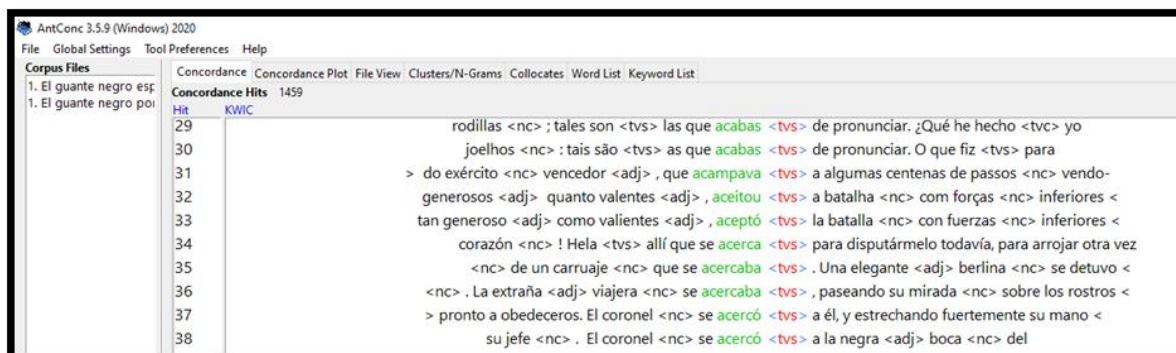 AntConc 3.5.9 (Windows) 2020
File Global Settings Tool Preferences Help
Corpus Files
1. El guante negro esp
1. El guante negro por
Concordance Concordance Plot File View Clusters/N-Grams Collocates Word List Keyword List
Concordance Hits 1459
Hit KWIC
29 rodillas <nc> ; tales son <tvs> las que acabas <tvs> de pronunciar. ¿Qué he hecho <tvc> yo
30 joelhos <nc> : tais são <tvs> as que acabas <tvs> de pronunciar. O que fiz <tvs> para
31 > do exército <nc> vencedor <adj> , que acampava <tvs> a algumas centenas de passos <nc> vendo-
32 generosos <adj> quanto valentes <adj> , aceitou <tvs> a batalha <nc> com forças <nc> inferiores <
33 tan generoso <adj> como valientes <adj> , aceptó <tvs> la batalla <nc> con fuerzas <nc> inferiores <
34 corazón <nc> ! Hela <tvs> allí que se acerca <tvs> para disputármelo todavía, para arrojar otra vez
35 <nc> de un carruaje <nc> que se acercaba <tvs> . Una elegante <adj> berlina <nc> se detuvo <
36 <nc> . La extraña <adj> viajera <nc> se acercaba <tvs> , paseando su mirada <nc> sobre los rostros <
37 > pronto a obedeceros. El coronel <nc> se acercó <tvs> a él, y estrechando fuertemente su mano <
38 su jefe <nc> . El coronel <nc> se acercó <tvs> a la negra <adj> boca <nc> del